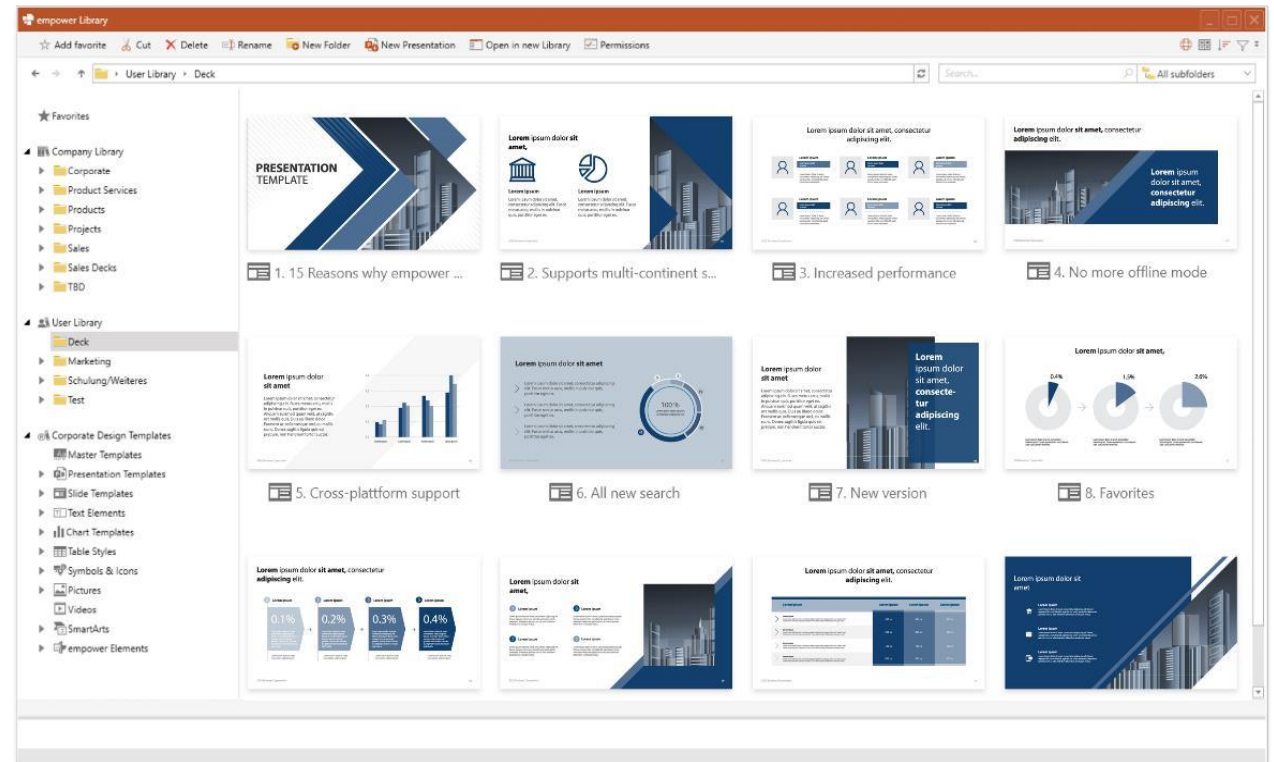 empower Library
Add favorite Cut Delete Rename New Folder New Presentation Open in new Library Permissions
User Library Deck Search... All subfolders
Favorites
Company Library
Corporate
Product Services
Products
Projects
Sales
Sales Decks
TBD
User Library
Deck
Marketing
Schulung/Weiteres
Test
Corporate Design Templates
Master Templates
Presentation Templates
Slide Templates
Text Elements
Chart Templates
Table Styles
Symbols & Icons
Pictures
Videos
SmartArts
empower Elements
PRESENTATION
TEMPLATE
1. 15 Reasons why empower ...
Lorem ipsum dolor sit
amet,
Lorem ipsum Lorem ipsum
2. Supports multi-continent s...
Lorem ipsum dolor sit amet, consectetur
adipiscing elit.
3. Increased performance
Lorem ipsum dolor sit amet, consectetur
adipiscing elit.
Lorem ipsum
dolor sit amet,
consectetur
adipiscing elit.
4. No more offline mode
Lorem ipsum dolor
sit amet
5. Cross-plattform support
Lorem ipsum dolor sit amet
100 %
6. All new search
Lorem ipsum dolor
sit amet
Lorem
ipsum dolor
sit amet,
consecte-
tur
adipiscing
elit.
7. New version
Lorem ipsum dolor sit amet,
0.4% 1.9% 2.6%
8. Favorites
Lorem ipsum dolor sit amet, consectetur
adipiscing elit.
0.1% 0.2% 0.3% 0.4%
Lorem ipsum dolor sit
amet,
Lorem ipsum dolor sit amet, consectetur
adipiscing elit.
Lorem ipsum dolor sit
amet